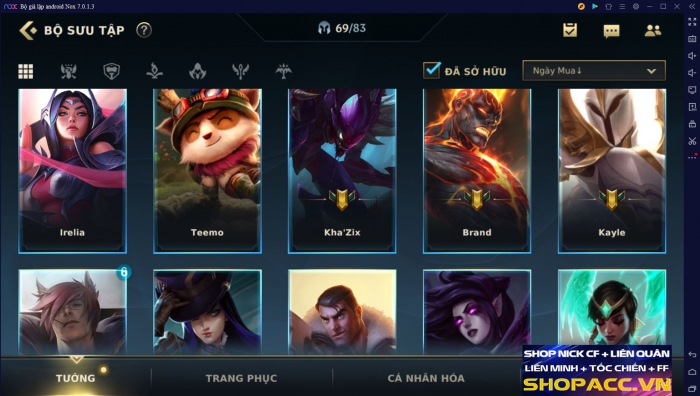 nox Bộ giả lập android Nox 7.0.1.3
BỘ SƯU TẬP ?
69/83
ĐÃ SỞ HỮU
Ngày Mua↓
Irelia
Teemo
Kha'Zix
Brand
Kayle
6
TƯỚNG
TRANG PHỤC
CÁ NHÂN HÓA
SHOP NICK CF + LIÊN QUÂN
LIÊN MINH + TỐC CHIẾN + FF
SHOPACC.VN